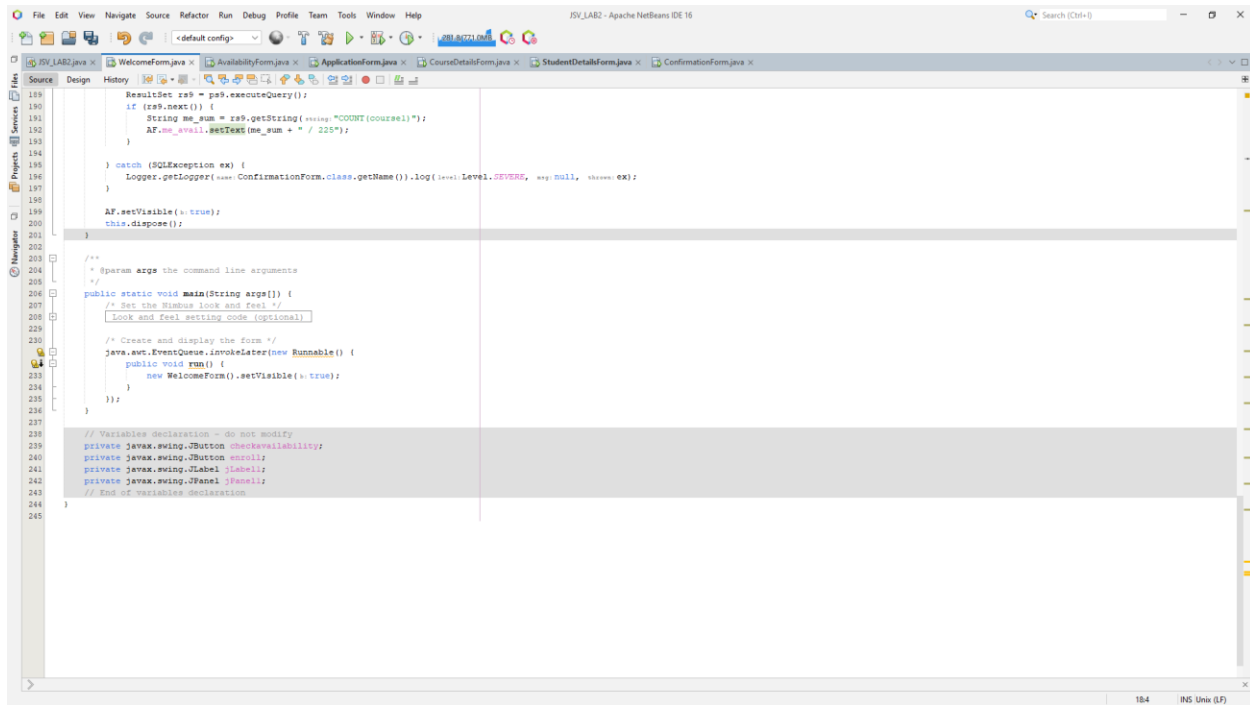 File Edit View Navigate Source Refactor Run Debug Profile Team Tools Window Help
JSV_LAB2 - Apache NetBeans IDE 16
Search (Ctrl+I)
<default config>
JSV_LAB2.java × WelcomeForm.java × AvailabilityForm.java × ApplicationForm.java × CourseDetailsForm.java × StudentDetailsForm.java × ConfirmationForm.java ×
Files
Services
Projects
Navigator
Source Design History
189 ResultSet rs9 = ps9.executeQuery();
190 if (rs9.next()) {
191 String me_sum = rs9.getString(string: "COUNT(course1)");
192 AF.me_avail.setText(me_sum + " / 225");
193 }
194
195 } catch (SQLException ex) {
196 Logger.getLogger(name: ConfirmationForm.class.getName()).log(level: Level.SEVERE, msg: null, thrown: ex);
197 }
198
199 AF.setVisible(b: true);
200 this.dispose();
201 }
202
203 /**
204 * @param args the command line arguments
205 */
206 public static void main(String args[]) {
207 /* Set the Nimbus look and feel */
208 Look and feel setting code (optional)
229
230 /* Create and display the form */
java.awt.EventQueue.invokeLater(new Runnable() {
public void run() {
233 new WelcomeForm().setVisible(b: true);
234 }
235 });
236 }
237
238 // Variables declaration - do not modify
239 private javax.swing.JButton checkavailability;
240 private javax.swing.JButton enroll;
241 private javax.swing.JLabel jLabel1;
242 private javax.swing.JPanel jPanel1;
243 // End of variables declaration
244 }
245
18:4 INS Unix (LF)